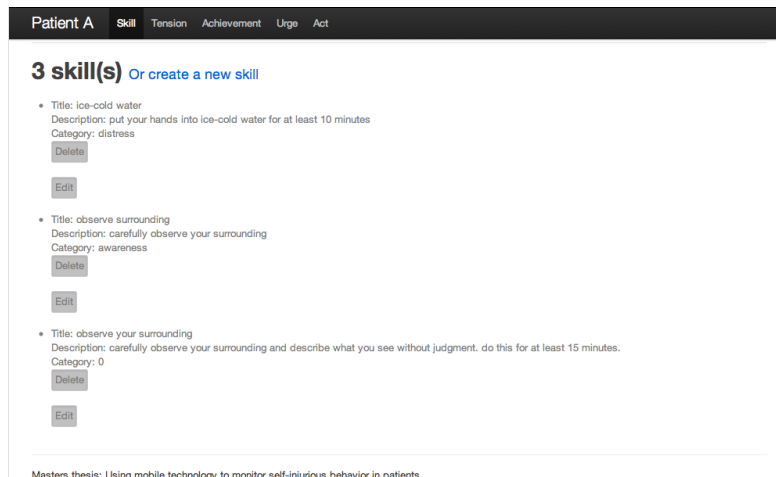 Patient A Skill Tension Achievement Urge Act
3 skill(s) Or create a new skill
Title: ice-cold water
Description: put your hands into ice-cold water for at least 10 minutes
Category: distress
Delete
Edit
Title: observe surrounding
Description: carefully observe your surrounding
Category: awareness
Delete
Edit
Title: observe your surrounding
Description: carefully observe your surrounding and describe what you see without judgment. do this for at least 15 minutes.
Category: 0
Delete
Edit
Masters thesis: Using mobile technology to monitor self-injurious behavior in patients